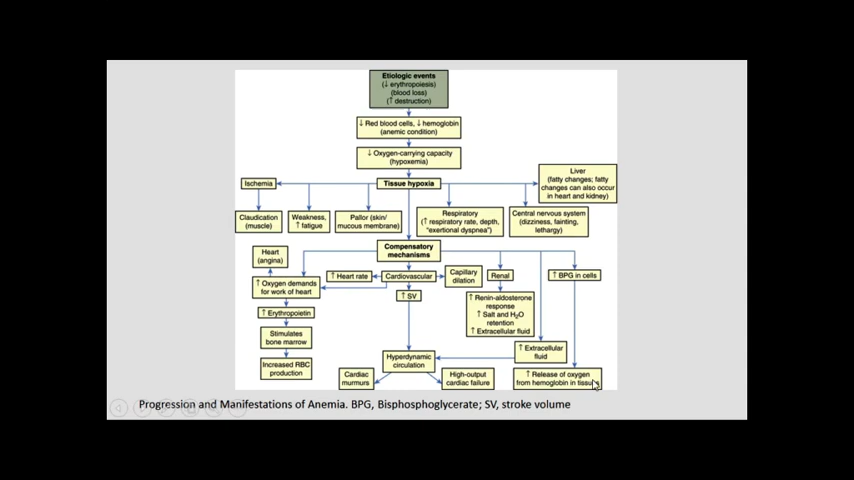 Etiologic events
(↓ erythropoiesis)
(blood loss)
(↑ destruction)
↓ Red blood cells, ↓ hemoglobin
(anemic condition)
↓ Oxygen-carrying capacity
(hypoxemia)
Liver
(fatty changes; fatty
changes can also occur
in heart and kidney)
Ischemia
Tissue hypoxia
Claudication
(muscle)
Weakness,
↑ fatigue
Pallor (skin/
mucous membrane)
Respiratory
(↑ respiratory rate, depth,
"exertional dyspnea")
Central nervous system
(dizziness, fainting,
lethargy)
Compensatory
mechanisms
Heart
(angina)
↑ Oxygen demands
for work of heart
↑ Heart rate
Cardiovascular
Capillary
dilation
Renal
↑ BPG in cells
↑ SV
↑ Renin-aldosterone
response
↑ Salt and H₂O
retention
↑ Extracellular fluid
↑ Erythropoietin
Stimulates
bone marrow
Increased RBC
production
Hyperdynamic
circulation
↑ Extracellular
fluid
Cardiac
murmurs
High-output
cardiac failure
↑ Release of oxygen
from hemoglobin in tissues
Progression and Manifestations of Anemia. BPG, Bisphosphoglycerate; SV, stroke volume